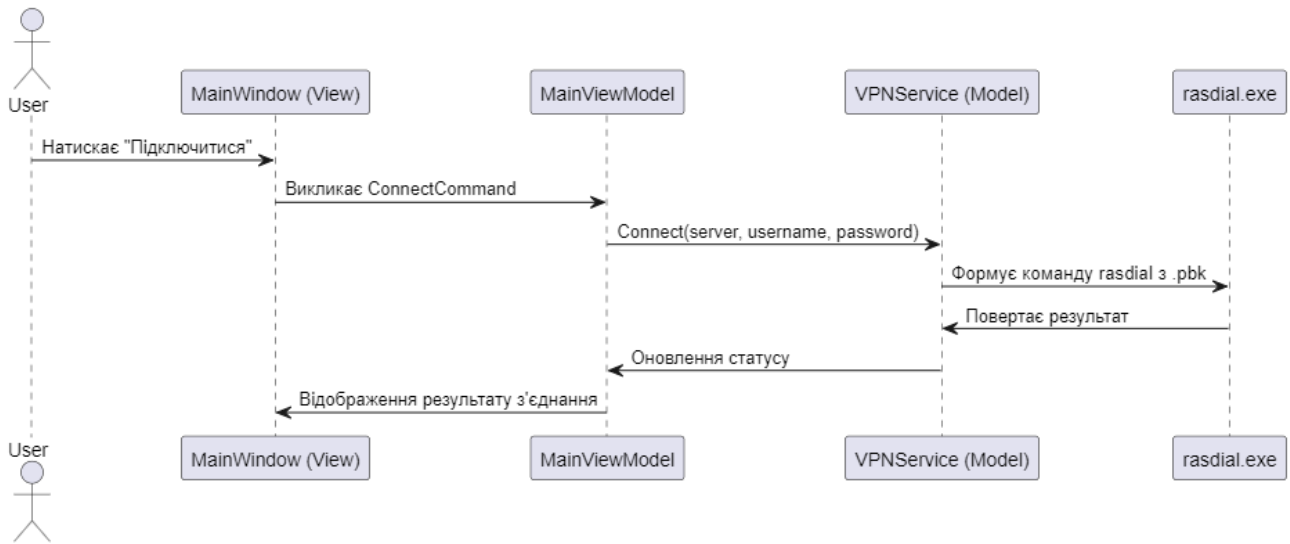 User
MainWindow (View)
MainViewModel
VPNService (Model)
rasdial.exe
Натискає "Підключитися"
Викликає ConnectCommand
Connect(server, username, password)
Формує команду rasdial з .pbk
Повертає результат
Оновлення статусу
Відображення результату з'єднання
User
MainWindow (View)
MainViewModel
VPNService (Model)
rasdial.exe